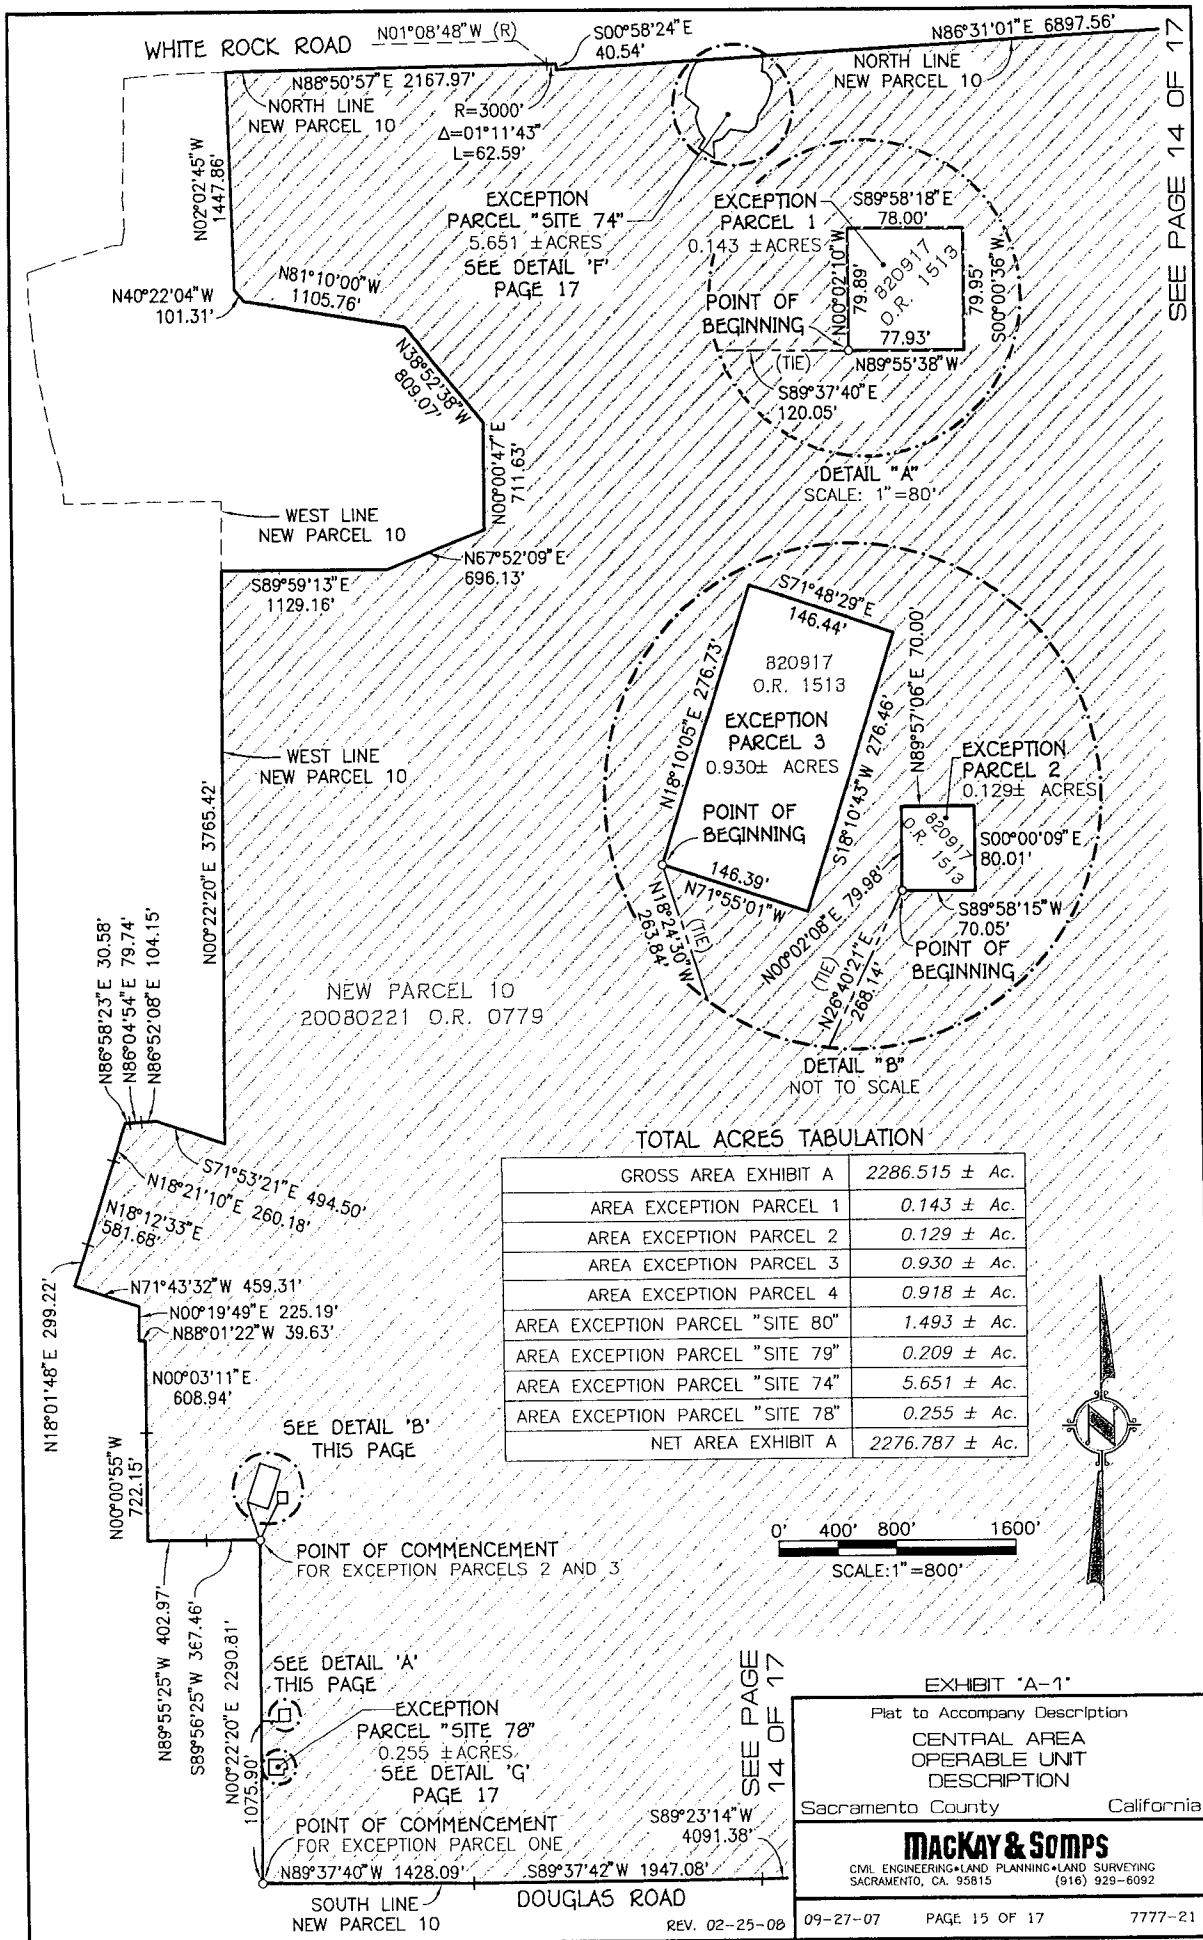 WHITE ROCK ROAD
N01°08'48"W (R)
S00°58'24"E
40.54'
N86°31'01"E 6897.56'
NORTH LINE
NEW PARCEL 10
N88°50'57"E 2167.97'
NORTH LINE
NEW PARCEL 10
R=3000'
Δ=01°11'43"
L=62.59'
SEE PAGE 14 OF 17
N02°02'45"W
1447.86'
EXCEPTION
PARCEL "SITE 74"
5.651 ±ACRES
SEE DETAIL 'F'
PAGE 17
EXCEPTION
PARCEL 1
0.143 ±ACRES
S89°58'18"E
78.00'
N00°02'10"W
79.89'
820917
O.R. 1513
79.95'
S00°00'36"W
77.93'
N89°55'38"W
POINT OF
BEGINNING
(TIE)
S89°37'40"E
120.05'
DETAIL "A"
SCALE: 1"=80'
N81°10'00"W
1105.76'
N40°22'04"W
101.31'
N38°52'38"W
809.07'
N00°00'47"E
711.63'
WEST LINE
NEW PARCEL 10
N67°52'09"E
696.13'
S89°59'13"E
1129.16'
S71°48'29"E
146.44'
N18°10'05"E 276.73'
820917
O.R. 1513
EXCEPTION
PARCEL 3
0.930± ACRES
S18°10'43"W 276.46'
POINT OF
BEGINNING
146.39'
N71°55'01"W
N18°24'30"W
263.84'
(TIE)
N89°57'06"E 70.00'
EXCEPTION
PARCEL 2
0.129± ACRES
820917
O.R. 1513
S00°00'09"E
80.01'
N00°02'08"E 79.98'
S89°58'15"W
70.05'
POINT OF
BEGINNING
(TIE)
N26°40'21"E
268.14'
DETAIL "B"
NOT TO SCALE
WEST LINE
NEW PARCEL 10
N00°22'20"E 3765.42'
NEW PARCEL 10
20080221 O.R. 0779
N86°58'23"E 30.58'
N86°04'54"E 79.74'
N86°52'08"E 104.15'
S71°53'21"E 494.50'
N18°21'10"E 260.18'
N18°12'33"E
581.68'
N18°01'48"E 299.22'
N71°43'32"W 459.31'
N00°19'49"E 225.19'
N88°01'22"W 39.63'
N00°03'11"E
608.94'
N00°00'55"W
722.15'
TOTAL ACRES TABULATION
GROSS AREA EXHIBIT A 2286.515 ± Ac.
AREA EXCEPTION PARCEL 1 0.143 ± Ac.
AREA EXCEPTION PARCEL 2 0.129 ± Ac.
AREA EXCEPTION PARCEL 3 0.930 ± Ac.
AREA EXCEPTION PARCEL 4 0.918 ± Ac.
AREA EXCEPTION PARCEL "SITE 80" 1.493 ± Ac.
AREA EXCEPTION PARCEL "SITE 79" 0.209 ± Ac.
AREA EXCEPTION PARCEL "SITE 74" 5.651 ± Ac.
AREA EXCEPTION PARCEL "SITE 78" 0.255 ± Ac.
NET AREA EXHIBIT A 2276.787 ± Ac.
N
0' 400' 800' 1600'
SCALE:1"=800'
SEE DETAIL 'B'
THIS PAGE
POINT OF COMMENCEMENT
FOR EXCEPTION PARCELS 2 AND 3
N89°55'25"W 402.97'
S89°56'25"W 367.46'
N00°22'20"E 2290.81'
1075.90'
SEE DETAIL 'A'
THIS PAGE
EXCEPTION
PARCEL "SITE 78"
0.255 ±ACRES
SEE DETAIL 'G'
PAGE 17
POINT OF COMMENCEMENT
FOR EXCEPTION PARCEL ONE
N89°37'40"W 1428.09'
S89°37'42"W 1947.08'
S89°23'14"W
4091.38'
SEE PAGE
14 OF 17
SOUTH LINE
NEW PARCEL 10
DOUGLAS ROAD
REV. 02-25-08
EXHIBIT "A-1"
Plat to Accompany Description
CENTRAL AREA
OPERABLE UNIT
DESCRIPTION
Sacramento County California
MACKAY & SOMPS
CIVIL ENGINEERING•LAND PLANNING•LAND SURVEYING
SACRAMENTO, CA. 95815 (916) 929-6092
09-27-07 PAGE 15 OF 17 7777-21